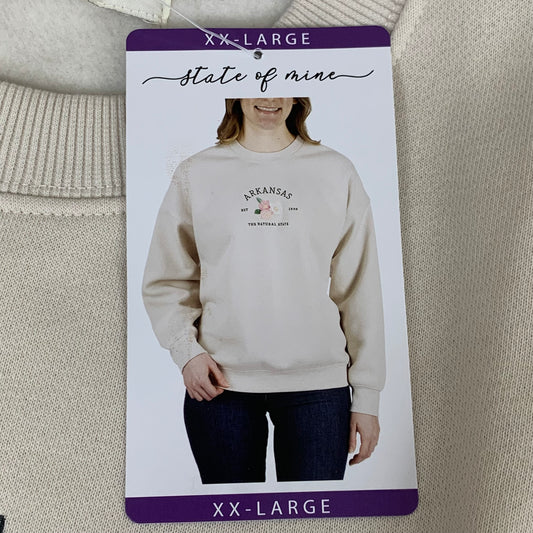 XX-LARGE
state of mine
ARKANSAS
EST 1836
THE NATURAL STATE
XX-LARGE